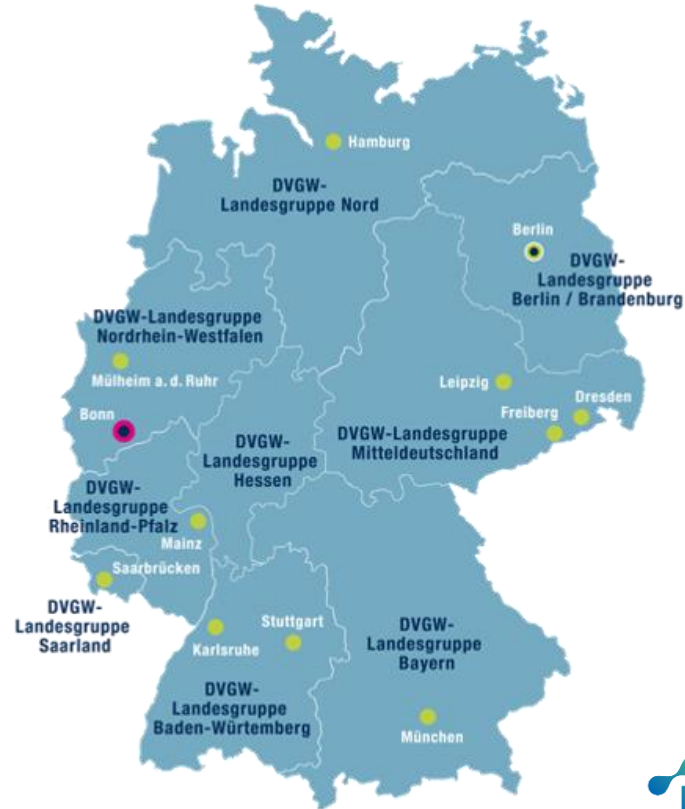 Hamburg
DVGW-
Landesgruppe Nord
Berlin
DVGW-
Landesgruppe
Berlin / Brandenburg
DVGW-Landesgruppe
Nordrhein-Westfalen
Mülheim a. d. Ruhr
Leipzig
Dresden
Freiberg
Bonn
DVGW-Landesgruppe
Mitteldeutschland
DVGW-
Landesgruppe
Hessen
DVGW-
Landesgruppe
Rheinland-Pfalz
Mainz
Saarbrücken
DVGW-
Landesgruppe
Saarland
Stuttgart
Karlsruhe
DVGW-
Landesgruppe
Bayern
DVGW-
Landesgruppe
Baden-Würtemberg
München